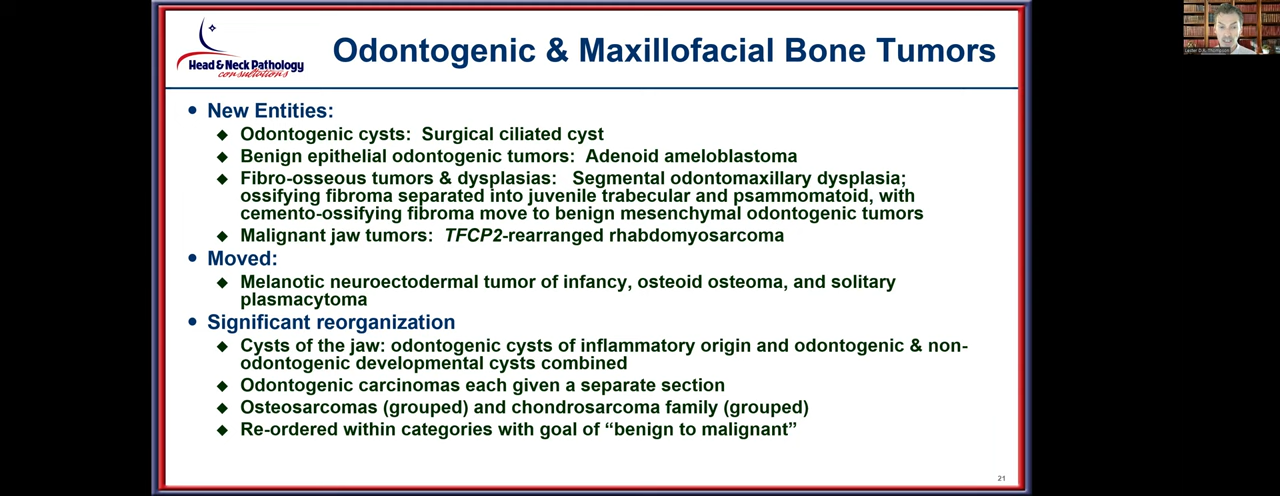 Head & Neck Pathology
consultations
Odontogenic & Maxillofacial Bone Tumors
• New Entities:
◆ Odontogenic cysts: Surgical ciliated cyst
◆ Benign epithelial odontogenic tumors: Adenoid ameloblastoma
◆ Fibro-osseous tumors & dysplasias: Segmental odontomaxillary dysplasia;
ossifying fibroma separated into juvenile trabecular and psammomatoid, with
cemento-ossifying fibroma move to benign mesenchymal odontogenic tumors
◆ Malignant jaw tumors: TFCP2-rearranged rhabdomyosarcoma
• Moved:
◆ Melanotic neuroectodermal tumor of infancy, osteoid osteoma, and solitary
plasmacytoma
• Significant reorganization
◆ Cysts of the jaw: odontogenic cysts of inflammatory origin and odontogenic & non-
odontogenic developmental cysts combined
◆ Odontogenic carcinomas each given a separate section
◆ Osteosarcomas (grouped) and chondrosarcoma family (grouped)
◆ Re-ordered within categories with goal of “benign to malignant”
21